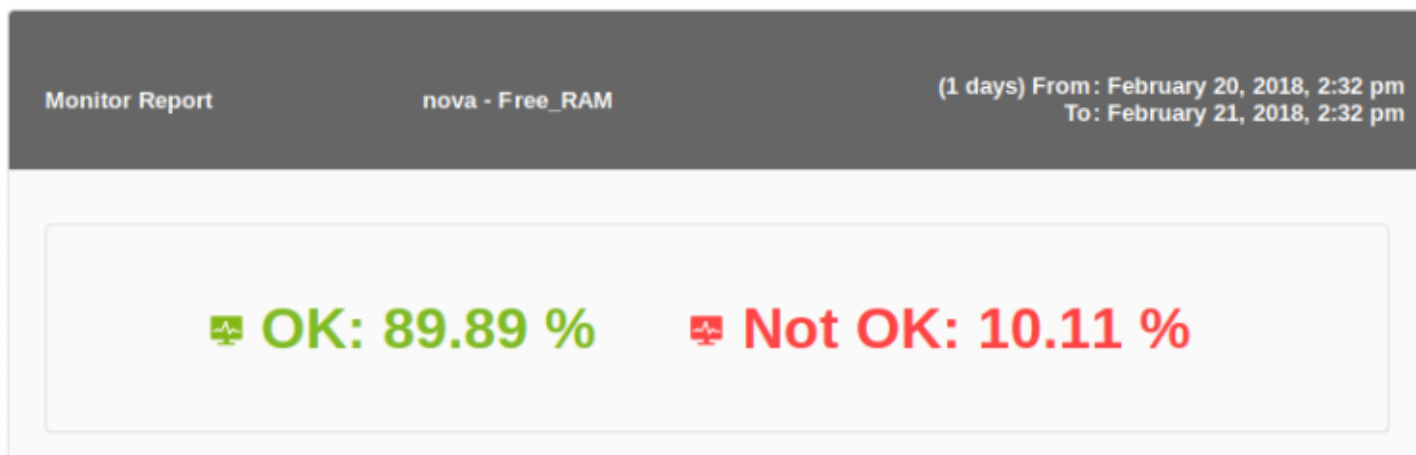 Monitor Report
nova - Free_RAM
(1 days) From: February 20, 2018, 2:32 pm
To: February 21, 2018, 2:32 pm
OK: 89.89 %
Not OK: 10.11 %